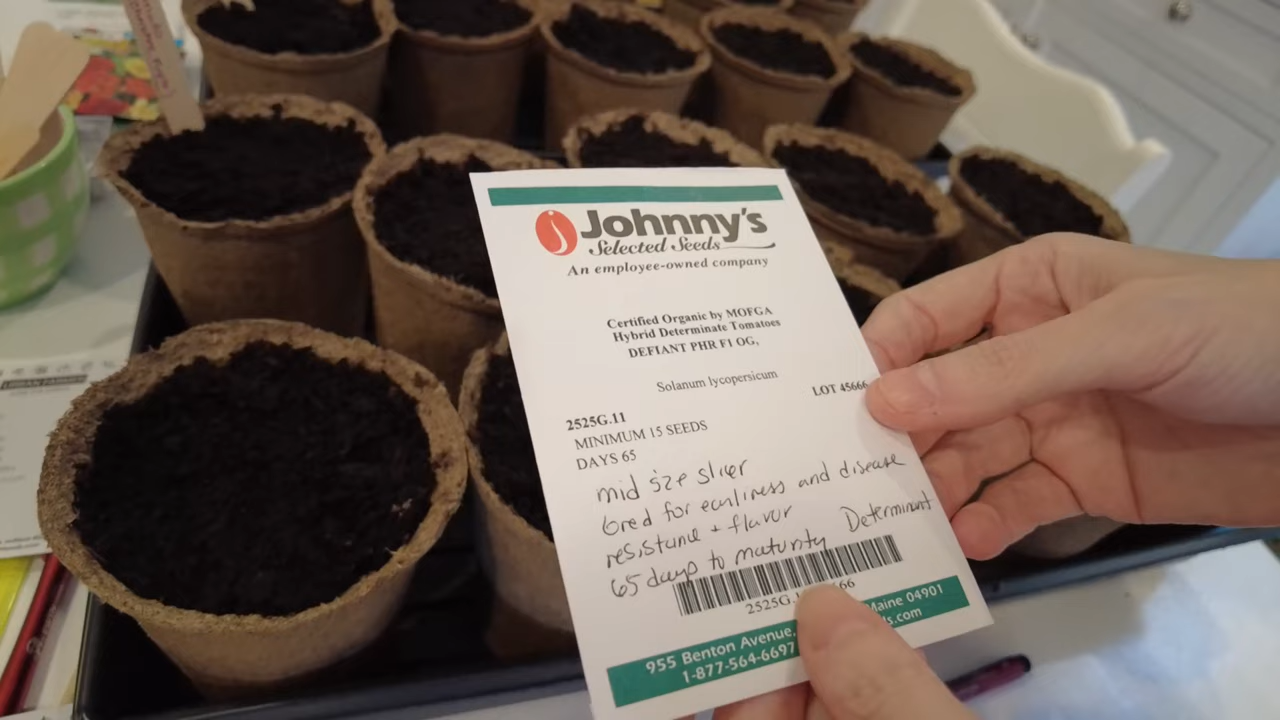 Johnny's
Selected Seeds
An employee-owned company
Certified Organic by MOFGA
Hybrid Determinate Tomatoes
DEFIANT PHR F1 OG,
Solanum lycopersicum
LOT 45666
2525G.11
MINIMUM 15 SEEDS
DAYS 65
mid size slicer
bred for earliness and disease
resistance + flavor
65 days to maturity Determinant
2525G.
955 Benton Avenue, Maine 04901
1-877-564-6697